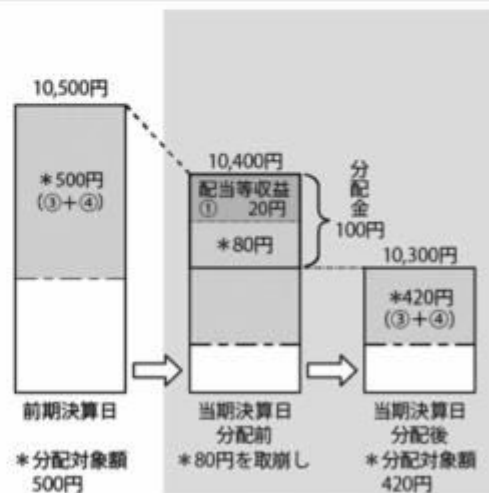 10,500円
*500円
(③+④)
前期決算日
*分配対象額
500円
10,400円
配当等収益
① 20円
*80円
分配金
100円
当期決算日
分配前
*80円を取崩し
10,300円
*420円
(③+④)
当期決算日
分配後
*分配対象額
420円